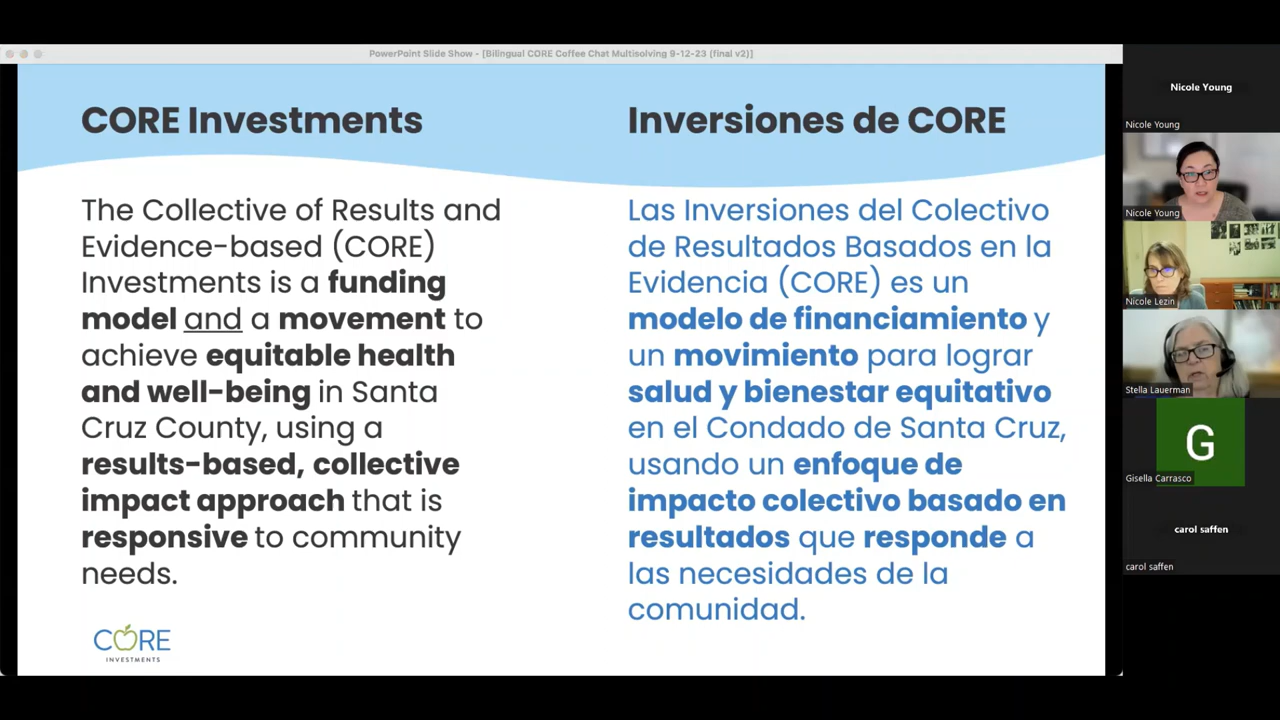 PowerPoint Slide Show - [Bilingual CORE Coffee Chat Multisolving 9-12-23 (final v2)]
CORE Investments
The Collective of Results and
Evidence-based (CORE)
Investments is a funding
model and a movement to
achieve equitable health
and well-being in Santa
Cruz County, using a
results-based, collective
impact approach that is
responsive to community
needs.
CORE
INVESTMENTS
Inversiones de CORE
Las Inversiones del Colectivo
de Resultados Basados en la
Evidencia (CORE) es un
modelo de financiamiento y
un movimiento para lograr
salud y bienestar equitativo
en el Condado de Santa Cruz,
usando un enfoque de
impacto colectivo basado en
resultados que responde a
las necesidades de la
comunidad.
Nicole Young
Nicole Young
Nicole Young
Nicole Lezin
Stella Lauerman
G
Gisella Carrasco
carol saffen
carol saffen